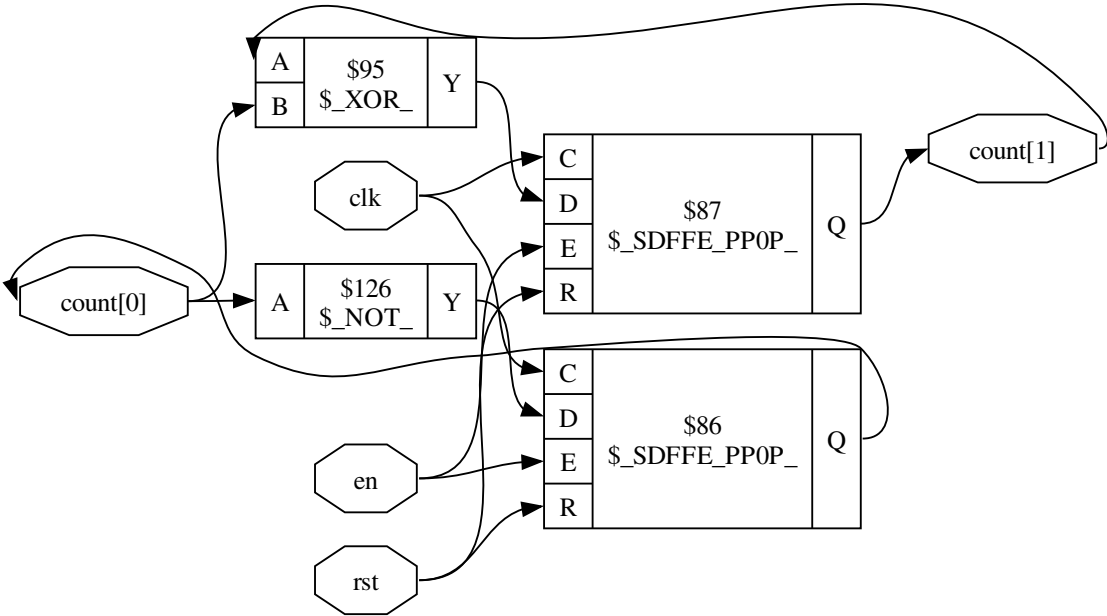 A
B
$95
$_XOR_
Y
clk
C
D
E
R
$87
$_SDFFE_PP0P_
Q
count[1]
count[0]
A
$126
$_NOT_
Y
C
D
E
R
$86
$_SDFFE_PP0P_
Q
en
rst